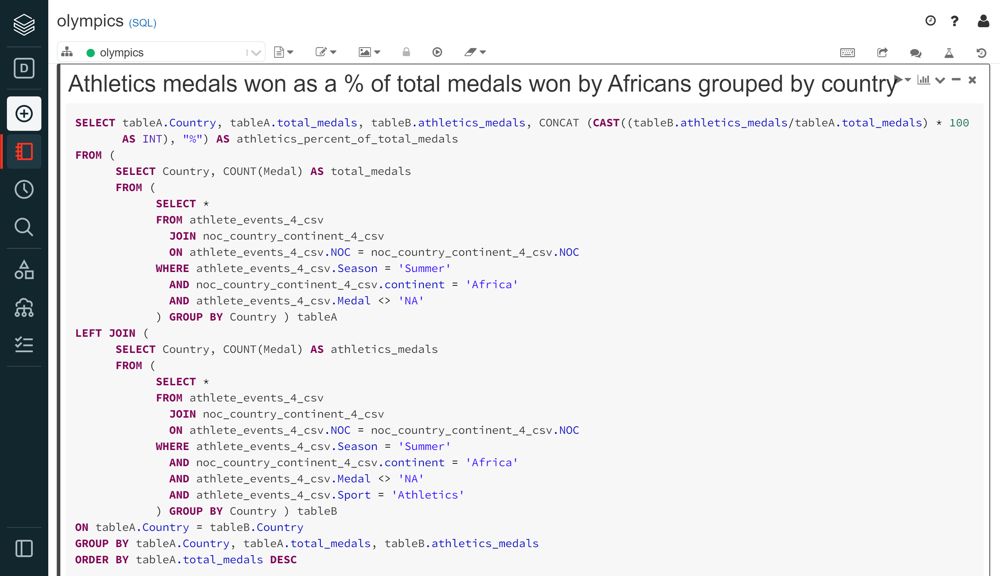 olympics (SQL)
?
olympics
D
Athletics medals won as a % of total medals won by Africans grouped by country
SELECT tableA.Country, tableA.total_medals, tableB.athletics_medals, CONCAT (CAST((tableB.athletics_medals/tableA.total_medals) * 100
AS INT), "%") AS athletics_percent_of_total_medals
FROM (
SELECT Country, COUNT(Medal) AS total_medals
FROM (
SELECT *
FROM athlete_events_4_csv
JOIN noc_country_continent_4_csv
ON athlete_events_4_csv.NOC = noc_country_continent_4_csv.NOC
WHERE athlete_events_4_csv.Season = 'Summer'
AND noc_country_continent_4_csv.continent = 'Africa'
AND athlete_events_4_csv.Medal <> 'NA'
) GROUP BY Country ) tableA
LEFT JOIN (
SELECT Country, COUNT(Medal) AS athletics_medals
FROM (
SELECT *
FROM athlete_events_4_csv
JOIN noc_country_continent_4_csv
ON athlete_events_4_csv.NOC = noc_country_continent_4_csv.NOC
WHERE athlete_events_4_csv.Season = 'Summer'
AND noc_country_continent_4_csv.continent = 'Africa'
AND athlete_events_4_csv.Medal <> 'NA'
AND athlete_events_4_csv.Sport = 'Athletics'
) GROUP BY Country ) tableB
ON tableA.Country = tableB.Country
GROUP BY tableA.Country, tableA.total_medals, tableB.athletics_medals
ORDER BY tableA.total_medals DESC